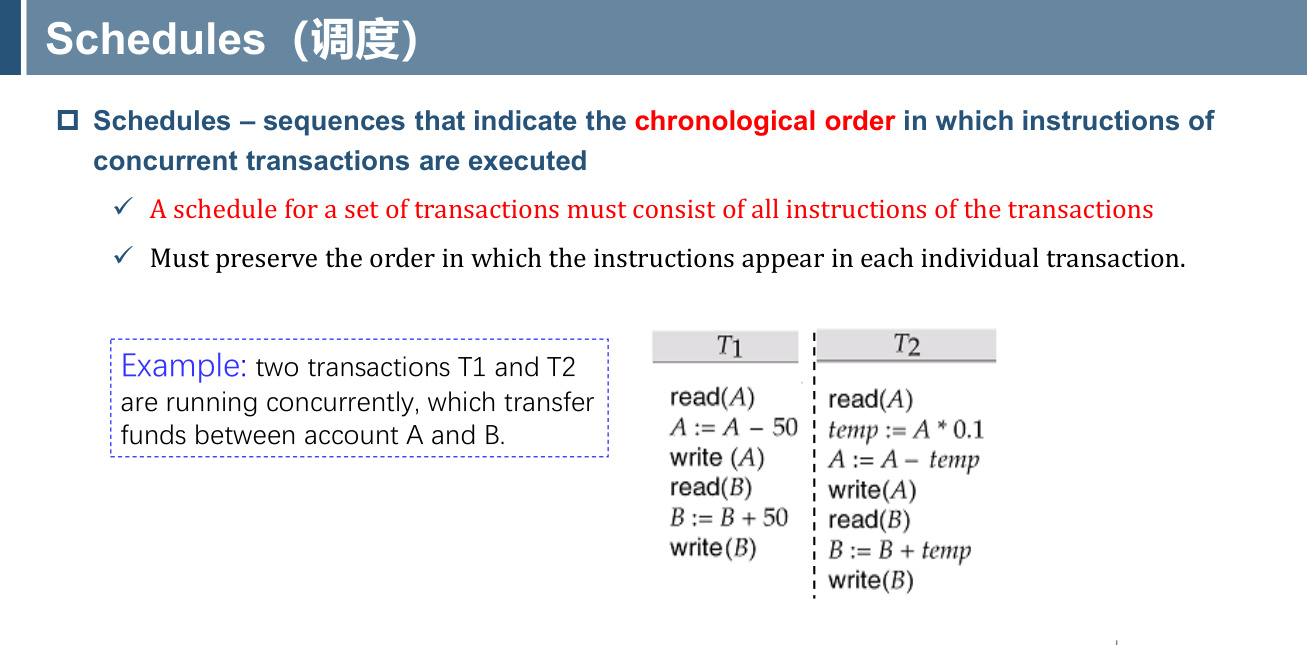 Schedules (调度)
Schedules – sequences that indicate the chronological order in which instructions of
concurrent transactions are executed
✓ A schedule for a set of transactions must consist of all instructions of the transactions
✓ Must preserve the order in which the instructions appear in each individual transaction.
Example: two transactions T1 and T2
are running concurrently, which transfer
funds between account A and B.
T1
read(A)
A := A – 50
write (A)
read(B)
B := B + 50
write(B)
T2
read(A)
temp := A * 0.1
A := A – temp
write(A)
read(B)
B := B + temp
write(B)